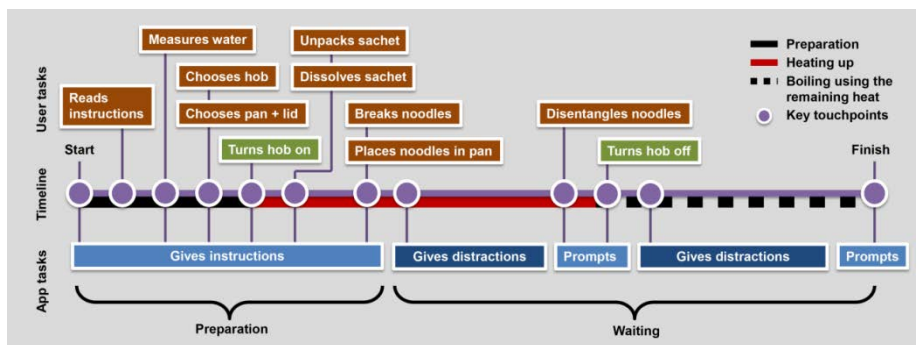 Measures water
Unpacks sachet
Preparation
Heating up
Boiling using the
remaining heat
Key touchpoints
Chooses hob
Dissolves sachet
Reads
instructions
Chooses pan + lid
Breaks noodles
Disentangles noodles
Start
Turns hob on
Places noodles in pan
Turns hob off
Finish
User tasks
Timeline
App tasks
Gives instructions
Gives distractions
Prompts
Gives distractions
Prompts
Preparation
Waiting